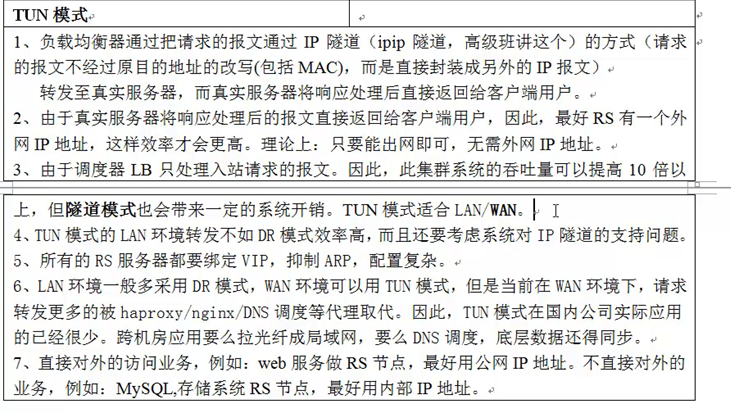 TUN 模式
1、负载均衡器通过把请求的报文通过 IP 隧道（ipip 隧道，高级班讲这个）的方式（请求
的报文不经过原目的地址的改写(包括 MAC)，而是直接封装成另外的 IP 报文）
转发至真实服务器，而真实服务器将响应处理后直接返回给客户端用户。
2、由于真实服务器将响应处理后的报文直接返回给客户端用户，因此，最好 RS 有一个外
网 IP 地址，这样效率才会更高。理论上：只要能出网即可，无需外网 IP 地址。
3、由于调度器 LB 只处理入站请求的报文。因此，此集群系统的吞吐量可以提高 10 倍以
上，但隧道模式也会带来一定的系统开销。TUN 模式适合 LAN/WAN。
4、TUN 模式的 LAN 环境转发不如 DR 模式效率高，而且还要考虑系统对 IP 隧道的支持问题。
5、所有的 RS 服务器都要绑定 VIP，抑制 ARP，配置复杂。
6、LAN 环境一般多采用 DR 模式，WAN 环境可以用 TUN 模式，但是当前在 WAN 环境下，请求
转发更多的被 haproxy/nginx/DNS 调度等代理取代。因此，TUN 模式在国内公司实际应用
的已经很少。跨机房应用要么拉光纤成局域网，要么 DNS 调度，底层数据还得同步。
7、直接对外的访问业务，例如：web 服务做 RS 节点，最好用公网 IP 地址。不直接对外的
业务，例如：MySQL,存储系统 RS 节点，最好用内部 IP 地址。